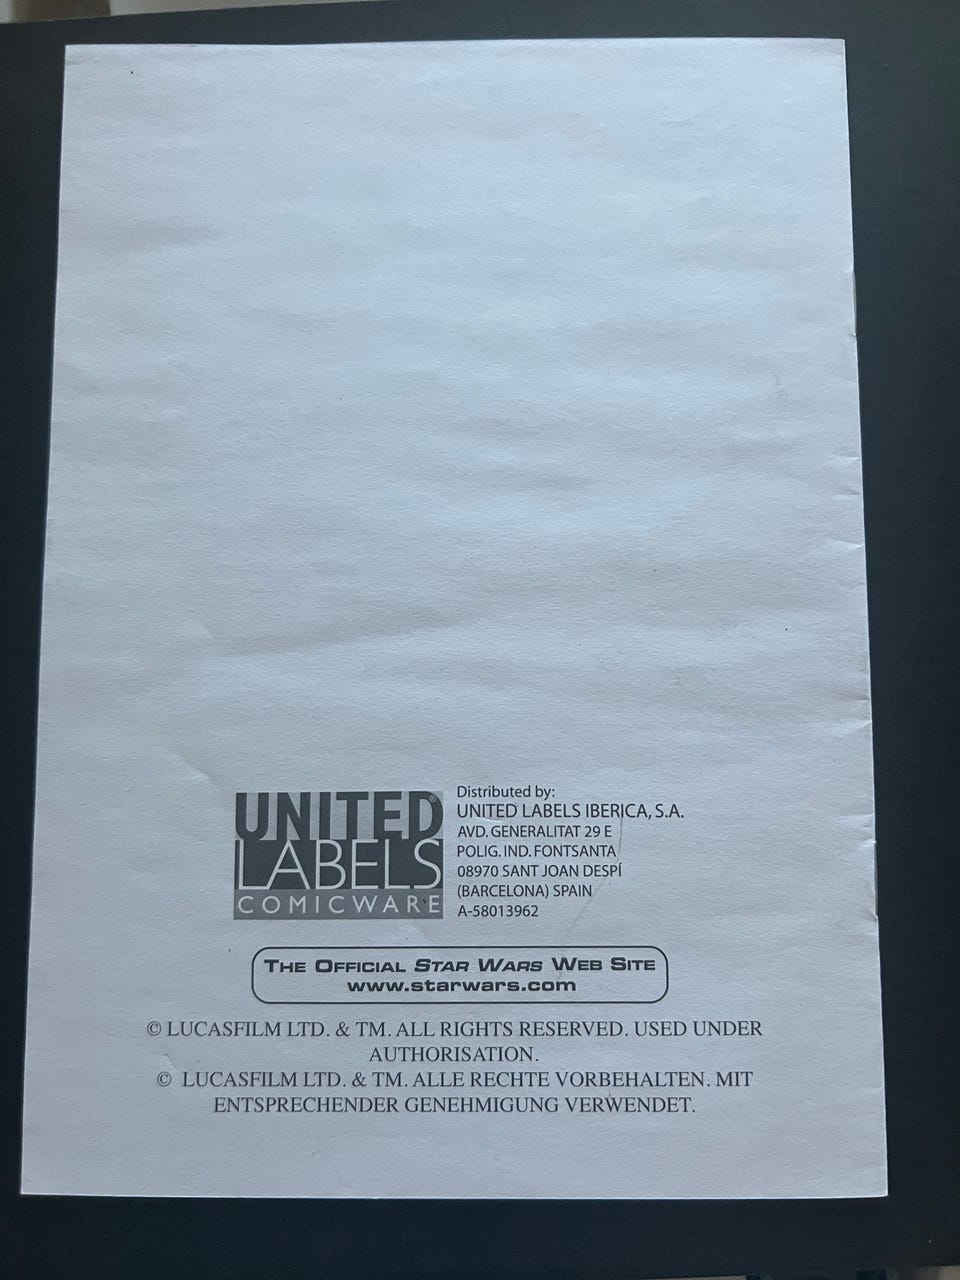 UNITED®
LABELS
COMICWARE
Distributed by:
UNITED LABELS IBERICA, S.A.
AVD. GENERALITAT 29 E
POLIG. IND. FONTSANTA
08970 SANT JOAN DESPÍ
(BARCELONA) SPAIN
A-58013962
THE OFFICIAL STAR WARS WEB SITE
www.starwars.com
© LUCASFILM LTD. & TM. ALL RIGHTS RESERVED. USED UNDER
AUTHORISATION.
© LUCASFILM LTD. & TM. ALLE RECHTE VORBEHALTEN. MIT
ENTSPRECHENDER GENEHMIGUNG VERWENDET.